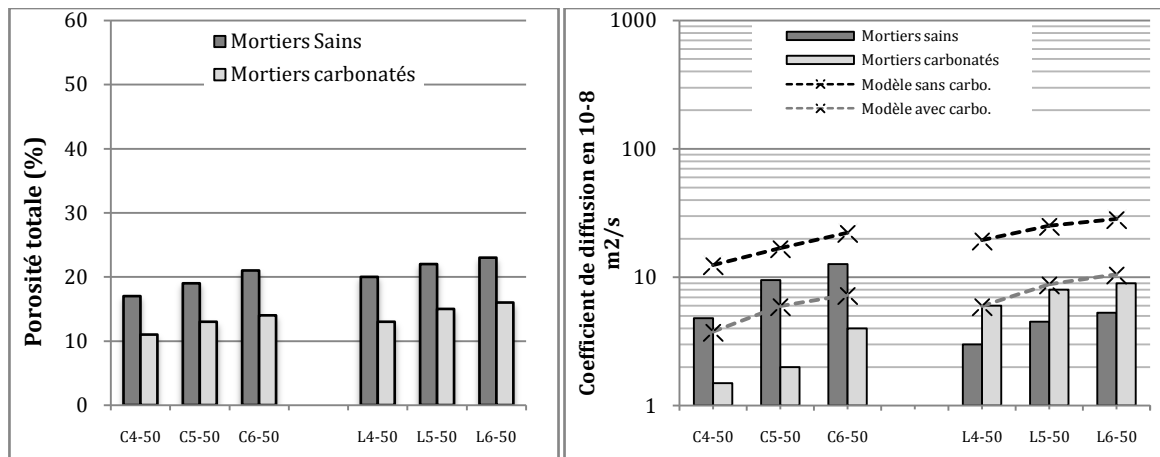 60
50
40
30
20
10
0
Porosité totale (%)
Mortiers Sains
Mortiers carbonatés
C4-50 C5-50 C6-50 L4-50 L5-50 L6-50
1000
100
10
1
Coefficient de diffusion en 10-8
m2/s
Mortiers sains
Mortiers carbonatés
Modèle sans carbo.
Modèle avec carbo.
C4-50 C5-50 C6-50 L4-50 L5-50 L6-50